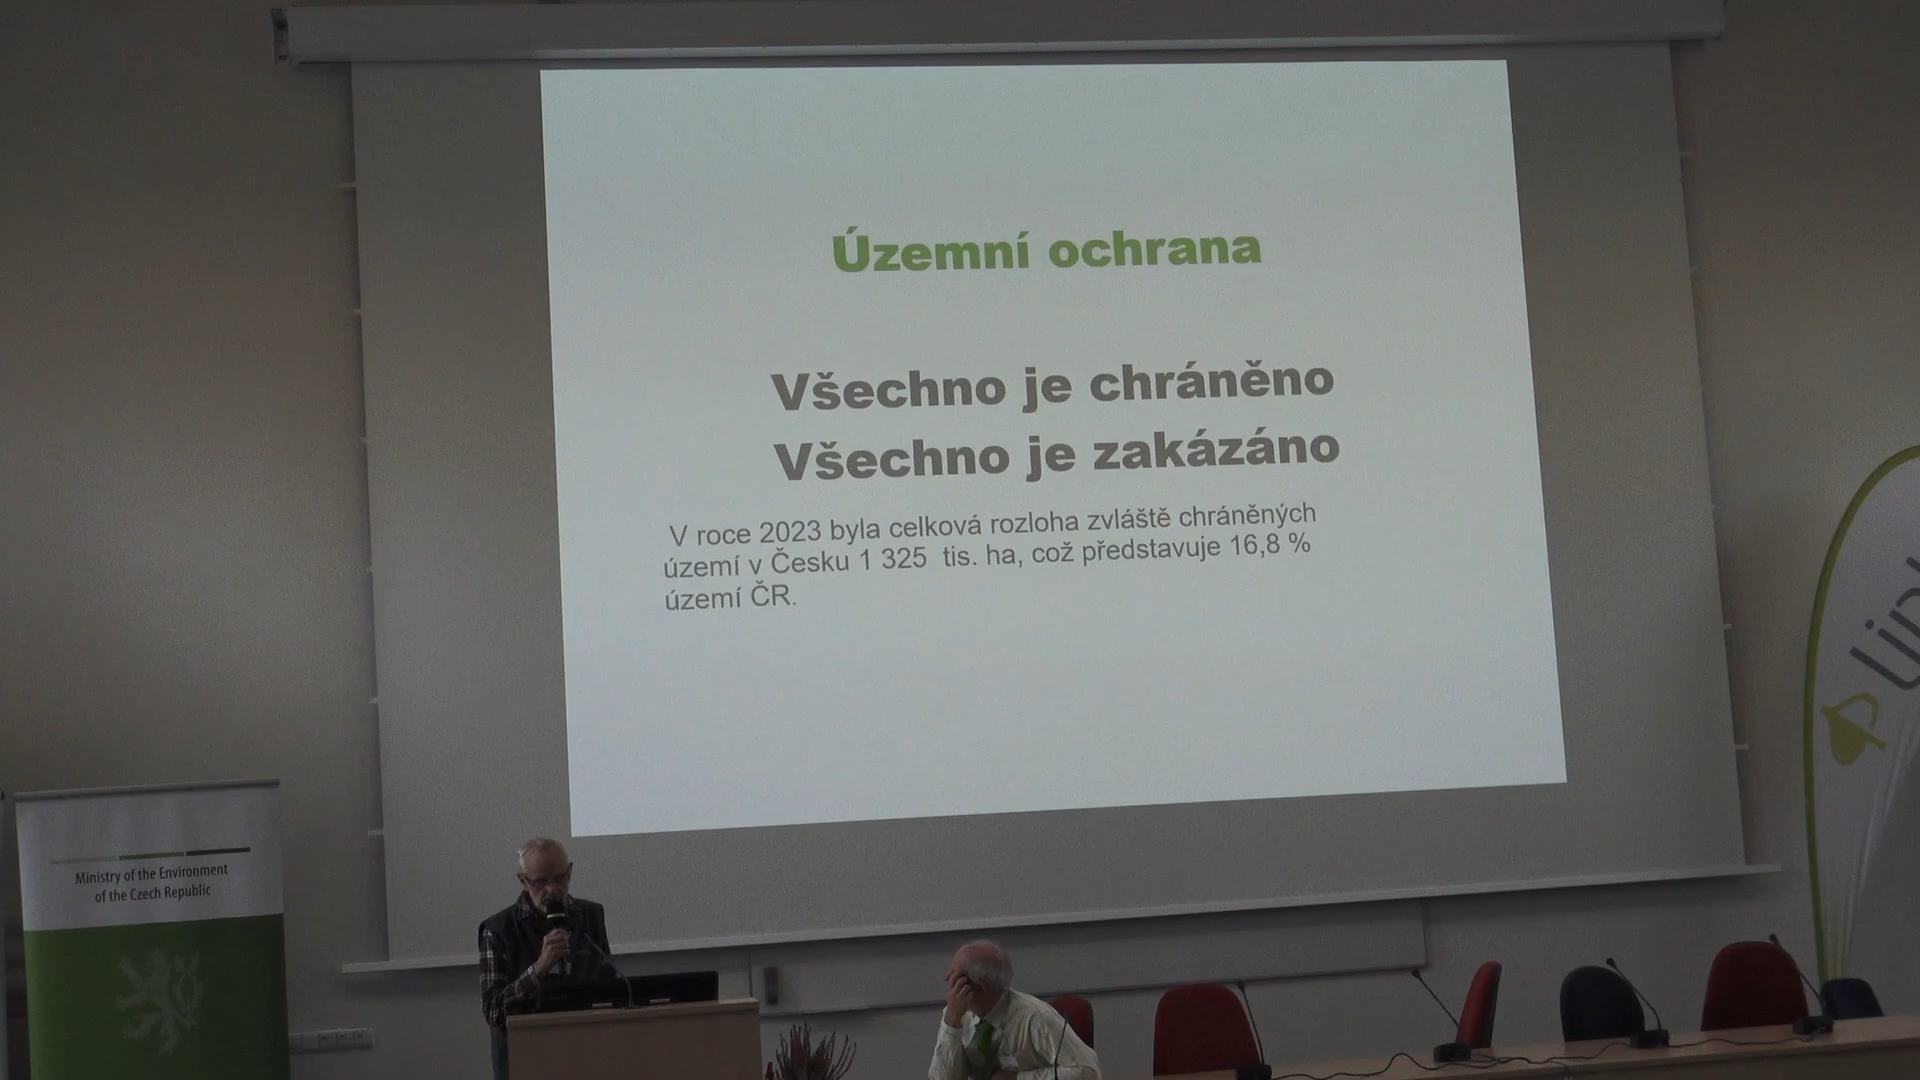 Územní ochrana
Všechno je chráněno
Všechno je zakázáno
V roce 2023 byla celková rozloha zvláště chráněných
území v Česku 1 325 tis. ha, což představuje 16,8 %
území ČR.
Ministry of the Environment
of the Czech Republic